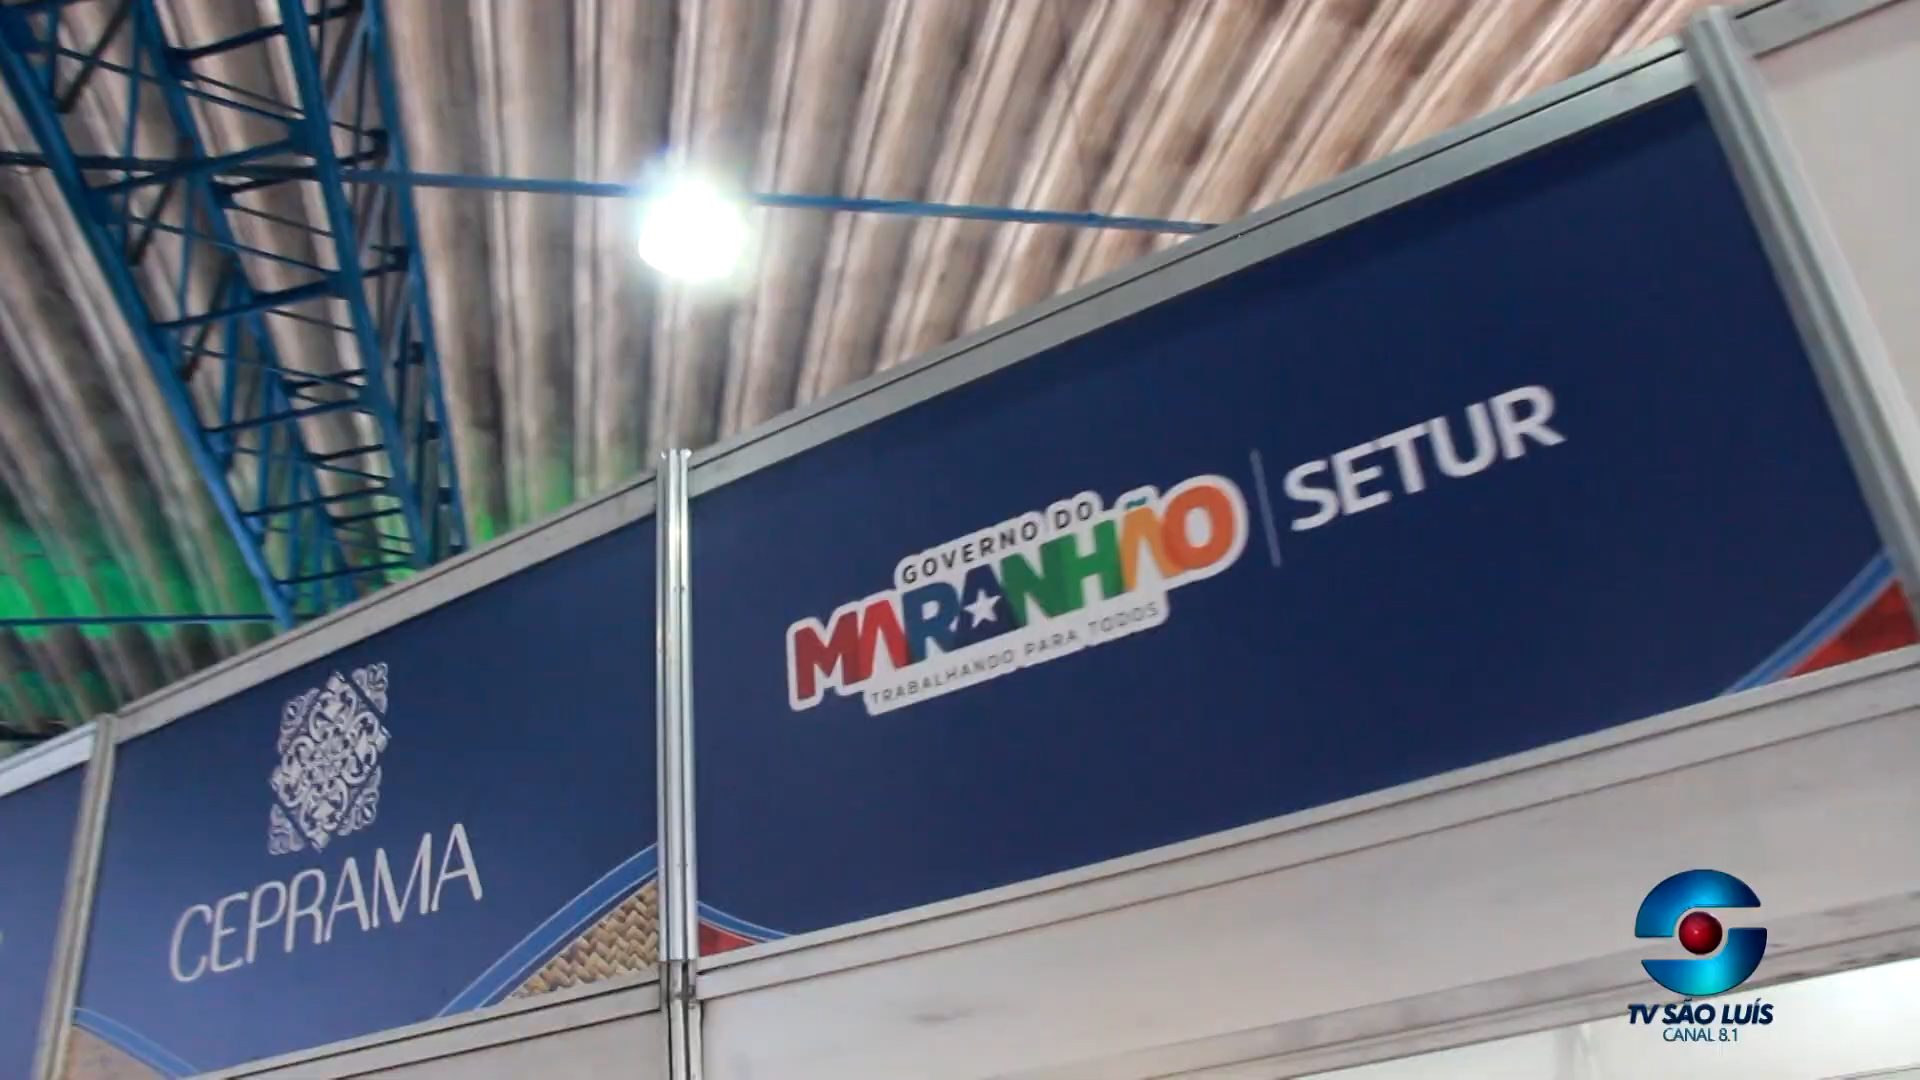 GOVERNO DO
MARANHÃO
TRABALHANDO PARA TODOS
SETUR
CEPRAMA
TV SÃO LUÍS
CANAL 8.1